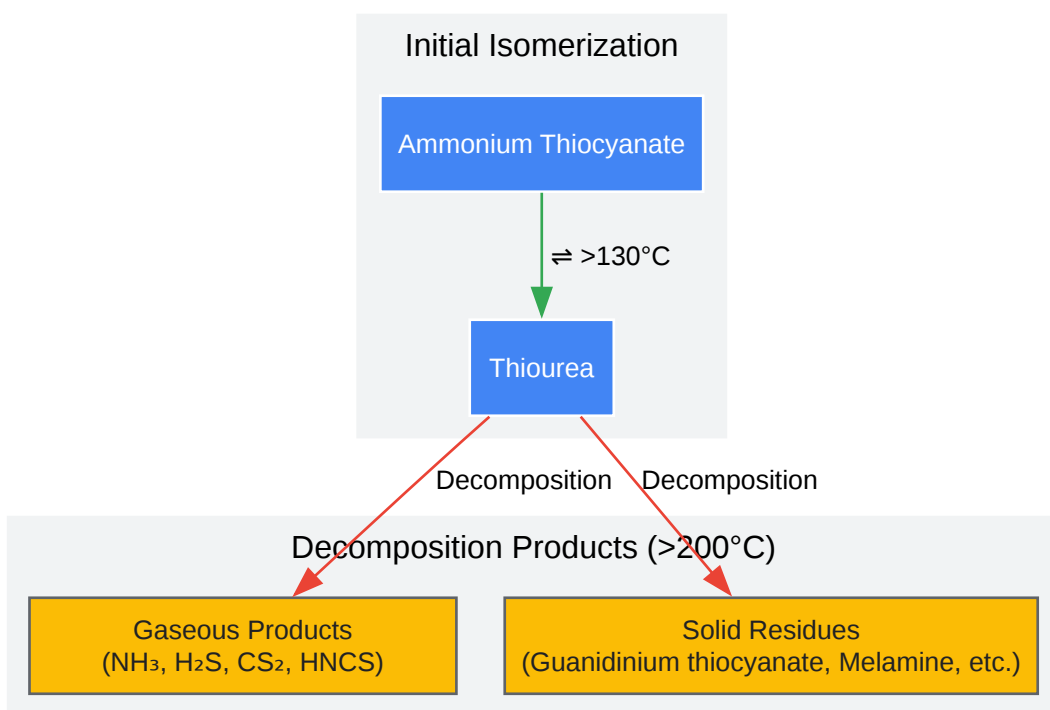 Initial Isomerization
Ammonium Thiocyanate
⇌ >130°C
Thiourea
Decomposition
Decomposition
Decomposition Products (>200°C)
Gaseous Products
(NH₃, H₂S, CS₂, HNCS)
Solid Residues
(Guanidinium thiocyanate, Melamine, etc.)